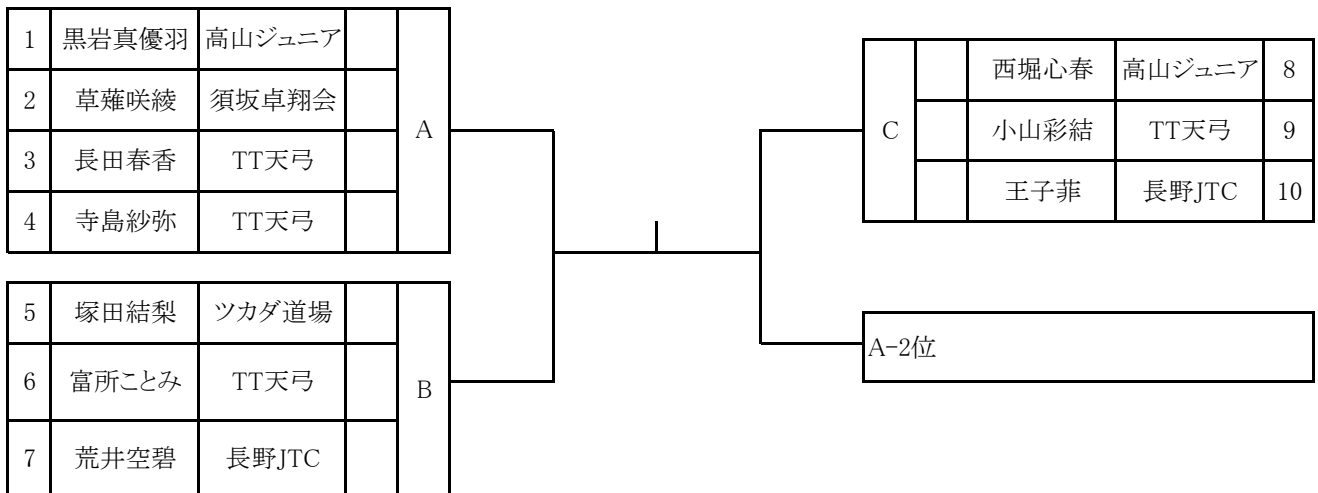 1 黒岩真優羽 高山ジュニア
2 草薙咲綾 須坂卓翔会
3 長田春香 TT天弓
4 寺島紗弥 TT天弓
A
5 塚田結梨 ツカダ道場
6 富所ことみ TT天弓
7 荒井空碧 長野JTC
B
西堀心春 高山ジュニア 8
小山彩結 TT天弓 9
王子菲 長野JTC 10
C
A-2位